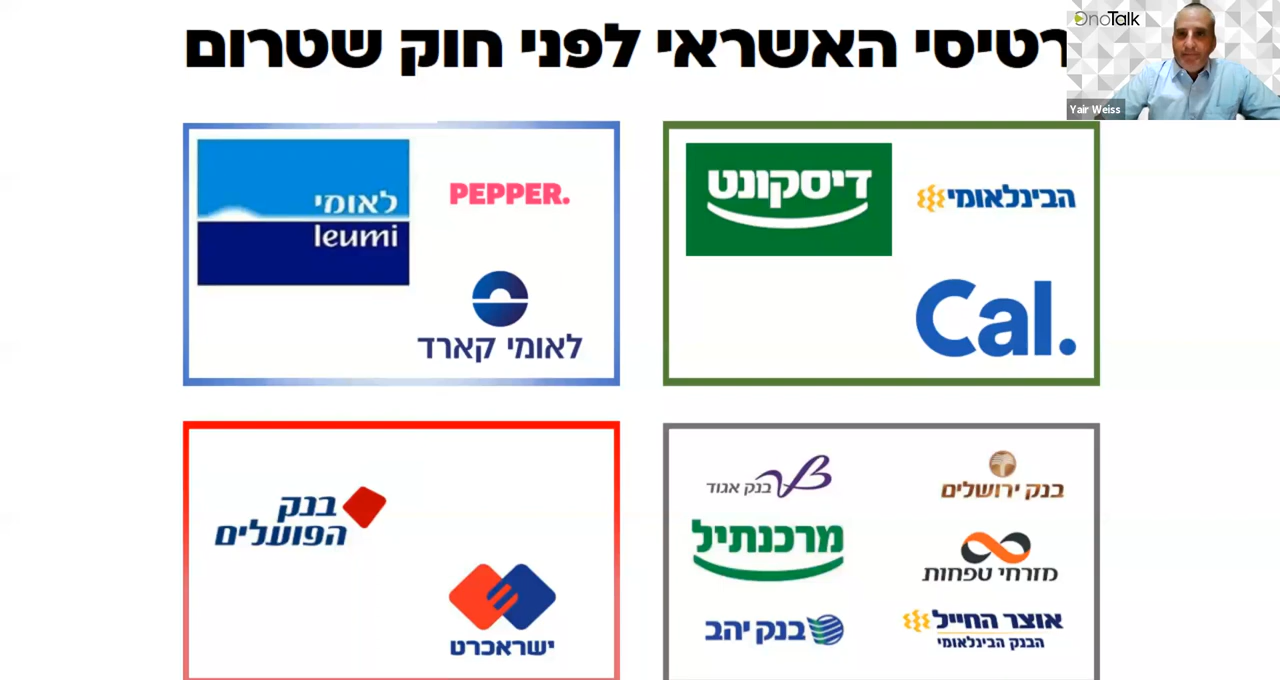 רטיסי האשראי לפני חוק שטרום
OnoTalk
Yair Weiss
לאומי
leumi
PEPPER.
לאומי קארד
דיסקונט
הבינלאומי
Cal.
בנק
הפועלים
ישראכרט
בנק אגוד
בנק ירושלים
מרכנתיל
מזרחי טפחות
בנק יהב
אוצר החייל
הבנק הבינלאומי